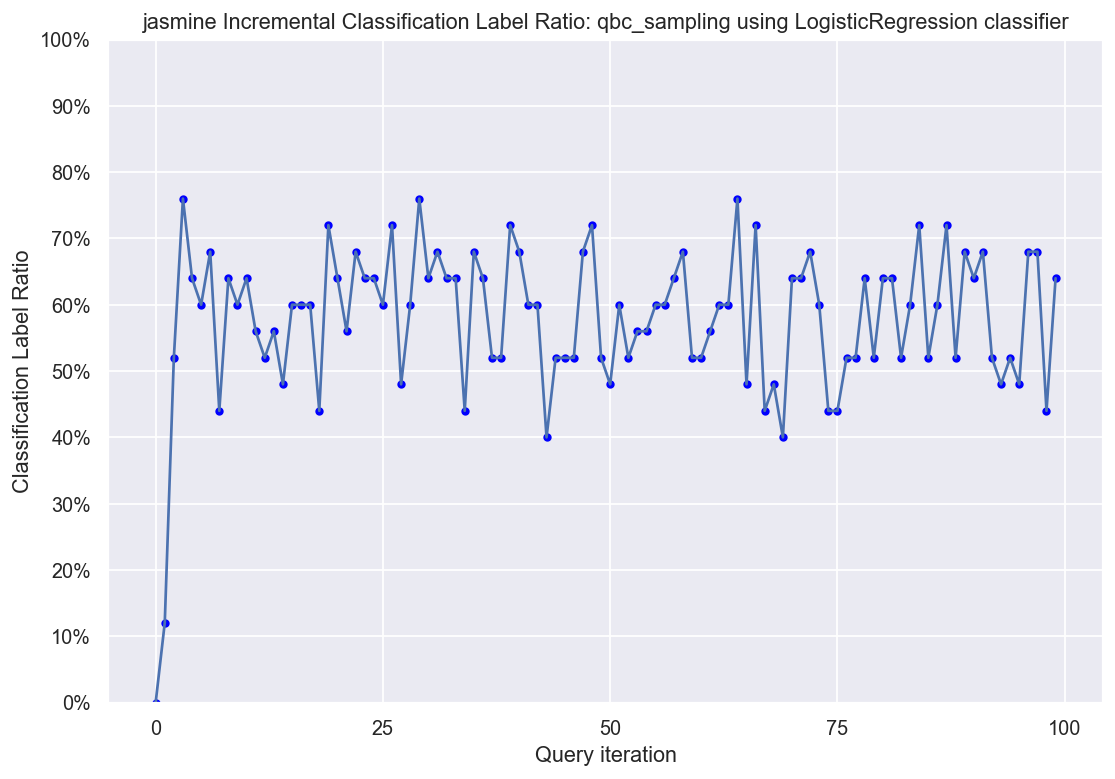 jasmine Incremental Classification Label Ratio: qbc_sampling using LogisticRegression classifier
100%
90%
80%
70%
60%
50%
40%
30%
20%
10%
0%
Classification Label Ratio
0 25 50 75 100
Query iteration